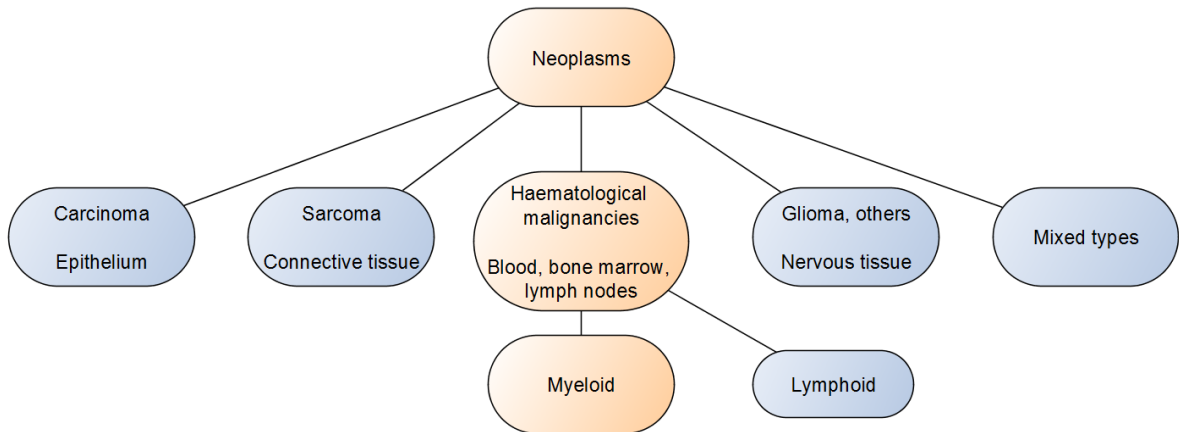 Neoplasms
Carcinoma
Epithelium
Sarcoma
Connective tissue
Haematological
malignancies
Blood, bone marrow,
lymph nodes
Glioma, others
Nervous tissue
Mixed types
Myeloid
Lymphoid